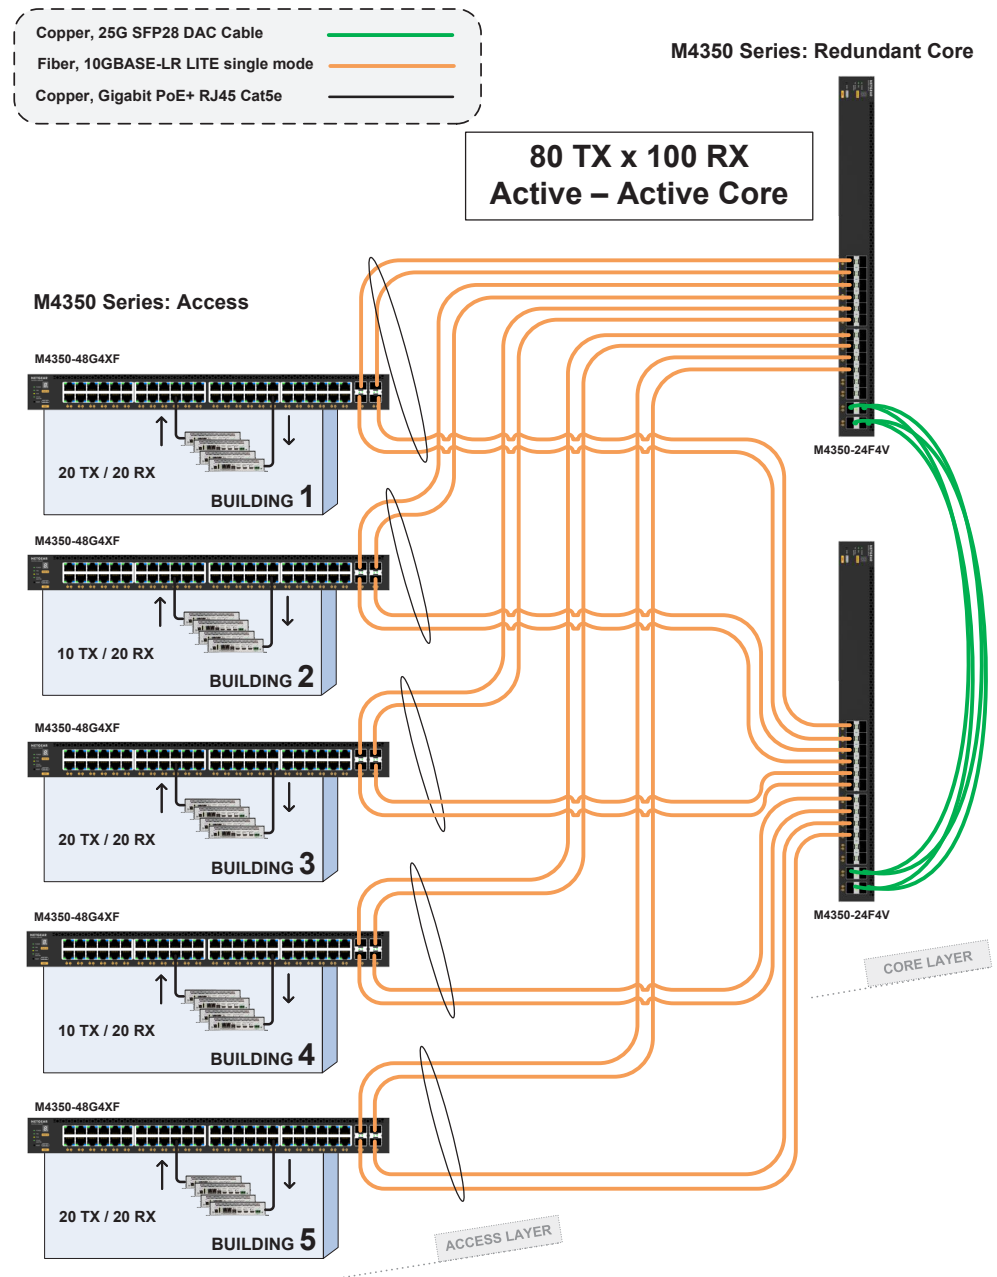 Copper, 25G SFP28 DAC Cable
Fiber, 10GBASE-LR LITE single mode
Copper, Gigabit PoE+ RJ45 Cat5e
M4350 Series: Redundant Core
80 TX x 100 RX
Active – Active Core
M4350 Series: Access
M4350-48G4XF
20 TX / 20 RX
BUILDING 1
M4350-24F4V
M4350-48G4XF
10 TX / 20 RX
BUILDING 2
M4350-48G4XF
20 TX / 20 RX
BUILDING 3
M4350-24F4V
M4350-48G4XF
10 TX / 20 RX
BUILDING 4
CORE LAYER
M4350-48G4XF
20 TX / 20 RX
BUILDING 5
ACCESS LAYER